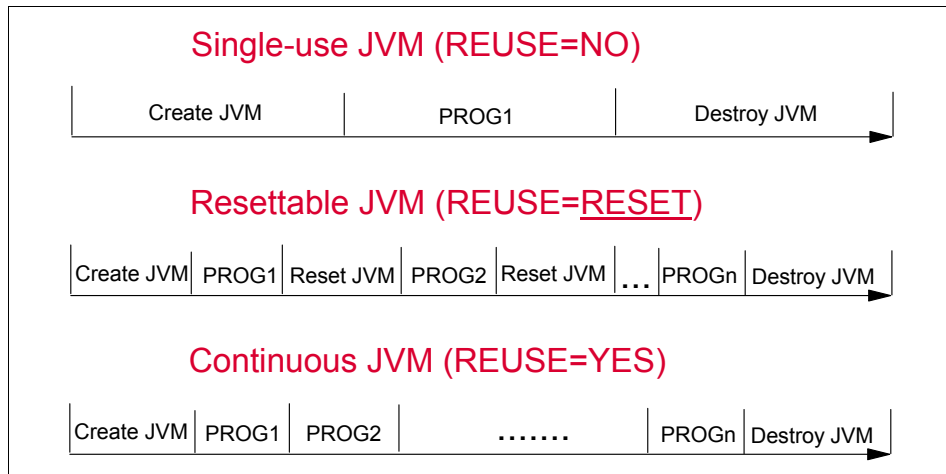 Single-use JVM (REUSE=NO)
Create JVM PROG1 Destroy JVM
Resettable JVM (REUSE=RESET)
Create JVM PROG1 Reset JVM PROG2 Reset JVM ... PROGn Destroy JVM
Continuous JVM (REUSE=YES)
Create JVM PROG1 PROG2 ....... PROGn Destroy JVM